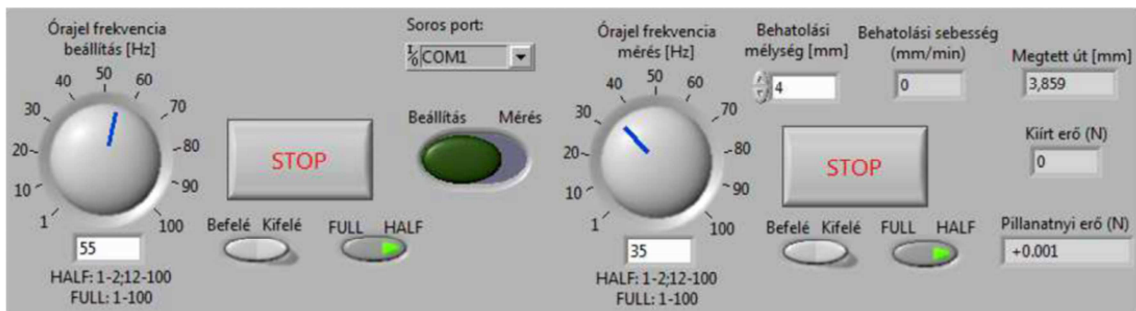 Órajel frekvencia
beállítás [Hz]
50
40 60
30 70
20 80
10 90
1 100
55
HALF: 1-2;12-100
FULL: 1-100
STOP
Befelé Kifelé
FULL HALF
Soros port:
COM1
Beállítás Mérés
Órajel frekvencia
mérés [Hz]
50
40 60
30 70
20 80
10 90
1 100
35
HALF: 1-2;12-100
FULL: 1-100
Behatolási
mélység [mm]
4
Behatolási sebesség
(mm/min)
0
Megtett út [mm]
3,859
STOP
Befelé Kifelé
FULL HALF
Kiírt erő (N)
0
Pillanatnyi erő (N)
+0.001